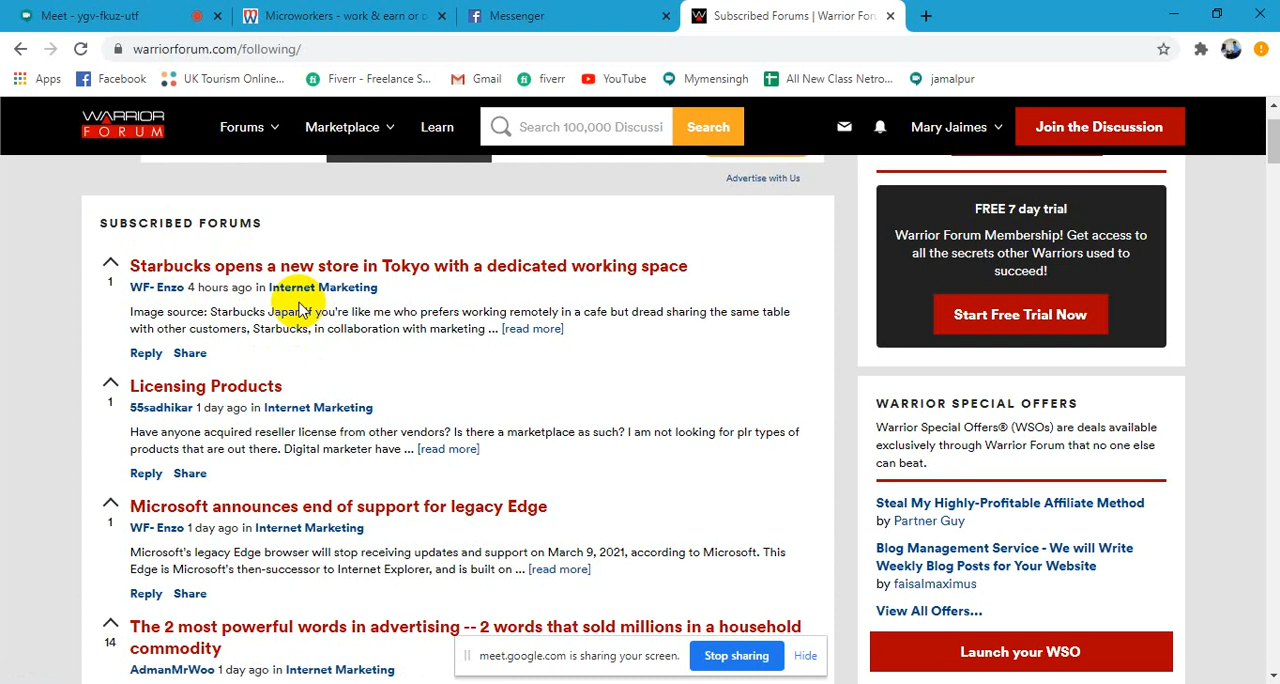 Meet - ygv-fkuz-utf
Microworkers - work & earn or o
Messenger
Subscribed Forums | Warrior For
warriorforum.com/following/
Apps
Facebook
UK Tourism Online...
Fiverr - Freelance S...
Gmail
fiverr
YouTube
Mymensingh
All New Class Netro...
jamalpur
WARRIOR
FORUM
Forums
Marketplace
Learn
Search 100,000 Discussi
Search
Mary Jaimes
Join the Discussion
Advertise with Us
SUBSCRIBED FORUMS
Starbucks opens a new store in Tokyo with a dedicated working space
1
WF- Enzo 4 hours ago in Internet Marketing
Image source: Starbucks Japan If you're like me who prefers working remotely in a cafe but dread sharing the same table
with other customers, Starbucks, in collaboration with marketing ... [read more]
Reply Share
Licensing Products
1
55sadhikar 1 day ago in Internet Marketing
Have anyone acquired reseller license from other vendors? Is there a marketplace as such? I am not looking for plr types of
products that are out there. Digital marketer have ... [read more]
Reply Share
Microsoft announces end of support for legacy Edge
1
WF- Enzo 1 day ago in Internet Marketing
Microsoft's legacy Edge browser will stop receiving updates and support on March 9, 2021, according to Microsoft. This
Edge is Microsoft's then-successor to Internet Explorer, and is built on ... [read more]
Reply Share
The 2 most powerful words in advertising -- 2 words that sold millions in a household
commodity
14
AdmanMrWoo 1 day ago in Internet Marketing
FREE 7 day trial
Warrior Forum Membership! Get access to
all the secrets other Warriors used to
succeed!
Start Free Trial Now
WARRIOR SPECIAL OFFERS
Warrior Special Offers® (WSOs) are deals available
exclusively through Warrior Forum that no one else
can beat.
Steal My Highly-Profitable Affiliate Method
by Partner Guy
Blog Management Service - We will Write
Weekly Blog Posts for Your Website
by faisalmaximus
View All Offers...
Launch your WSO
meet.google.com is sharing your screen.
Stop sharing
Hide